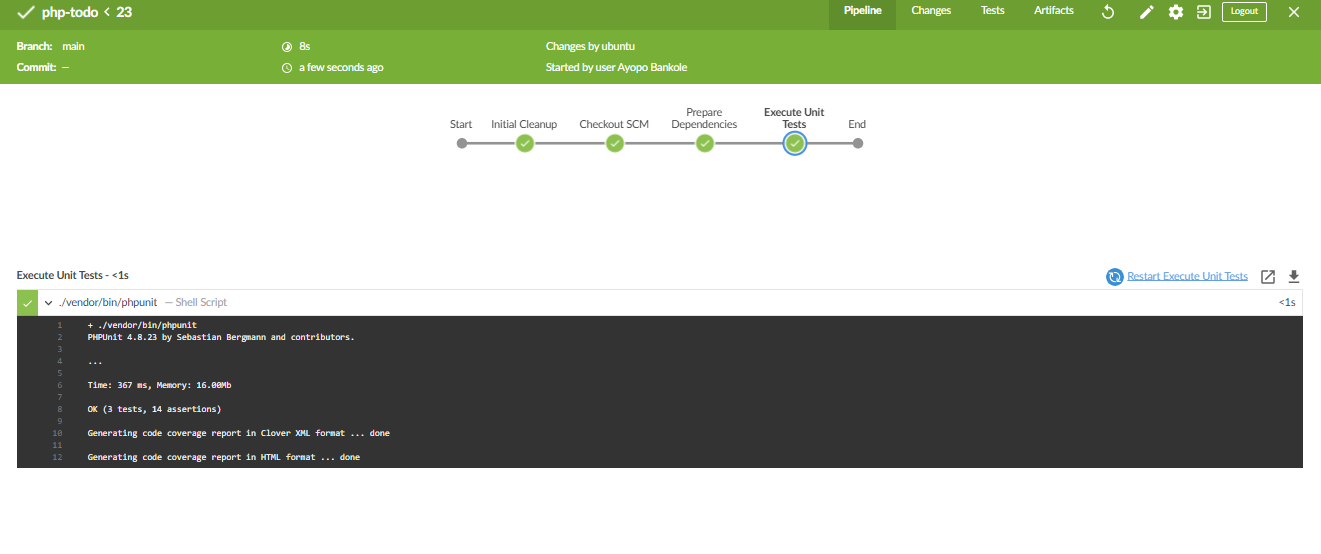 php-todo < 23
Pipeline Changes Tests Artifacts Logout
Branch: main 8s Changes by ubuntu
Commit: — a few seconds ago Started by user Ayopo Bankole
Start Initial Cleanup Checkout SCM Prepare Dependencies Execute Unit Tests End
Execute Unit Tests - <1s Restart Execute Unit Tests
./vendor/bin/phpunit — Shell Script <1s
1 + ./vendor/bin/phpunit
2 PHPUnit 4.8.23 by Sebastian Bergmann and contributors.
3
4 ...
5
6 Time: 367 ms, Memory: 16.00Mb
7
8 OK (3 tests, 14 assertions)
9
10 Generating code coverage report in Clover XML format ... done
11
12 Generating code coverage report in HTML format ... done